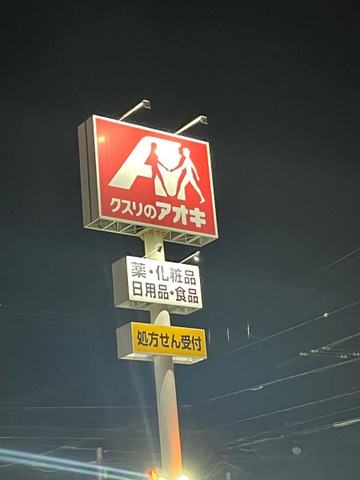 クスリのアオキ
薬・化粧品
日用品・食品
処方せん受付